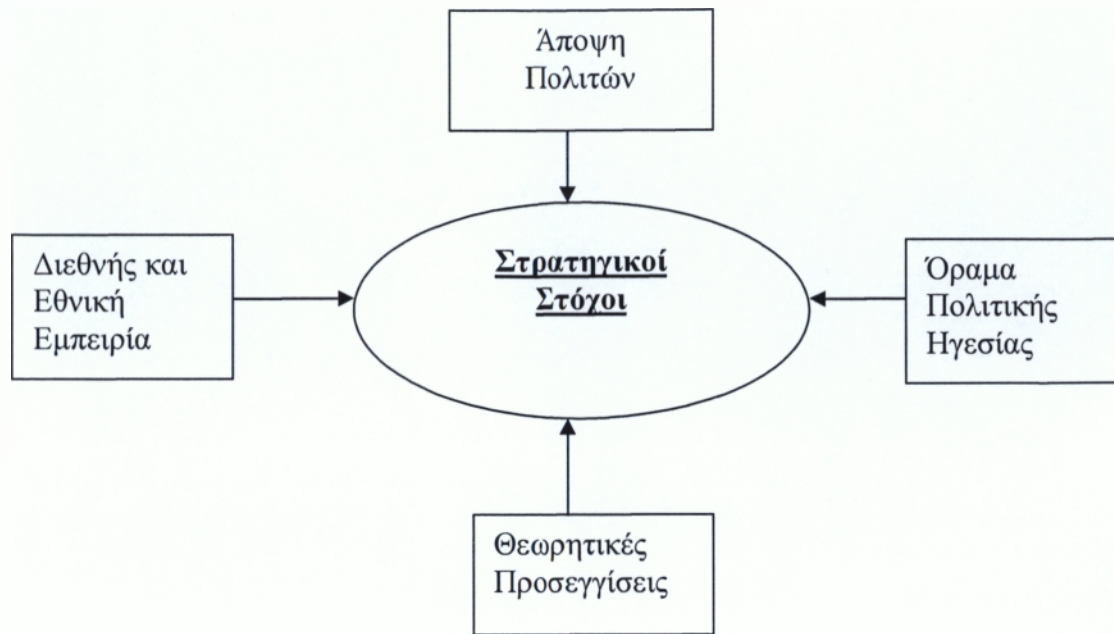 Άποψη
Πολιτών
Στρατηγικοί
Στόχοι
Διεθνής και
Εθνική
Εμπειρία
Όραμα
Πολιτικής
Ηγεσίας
Θεωρητικές
Προσεγγίσεις